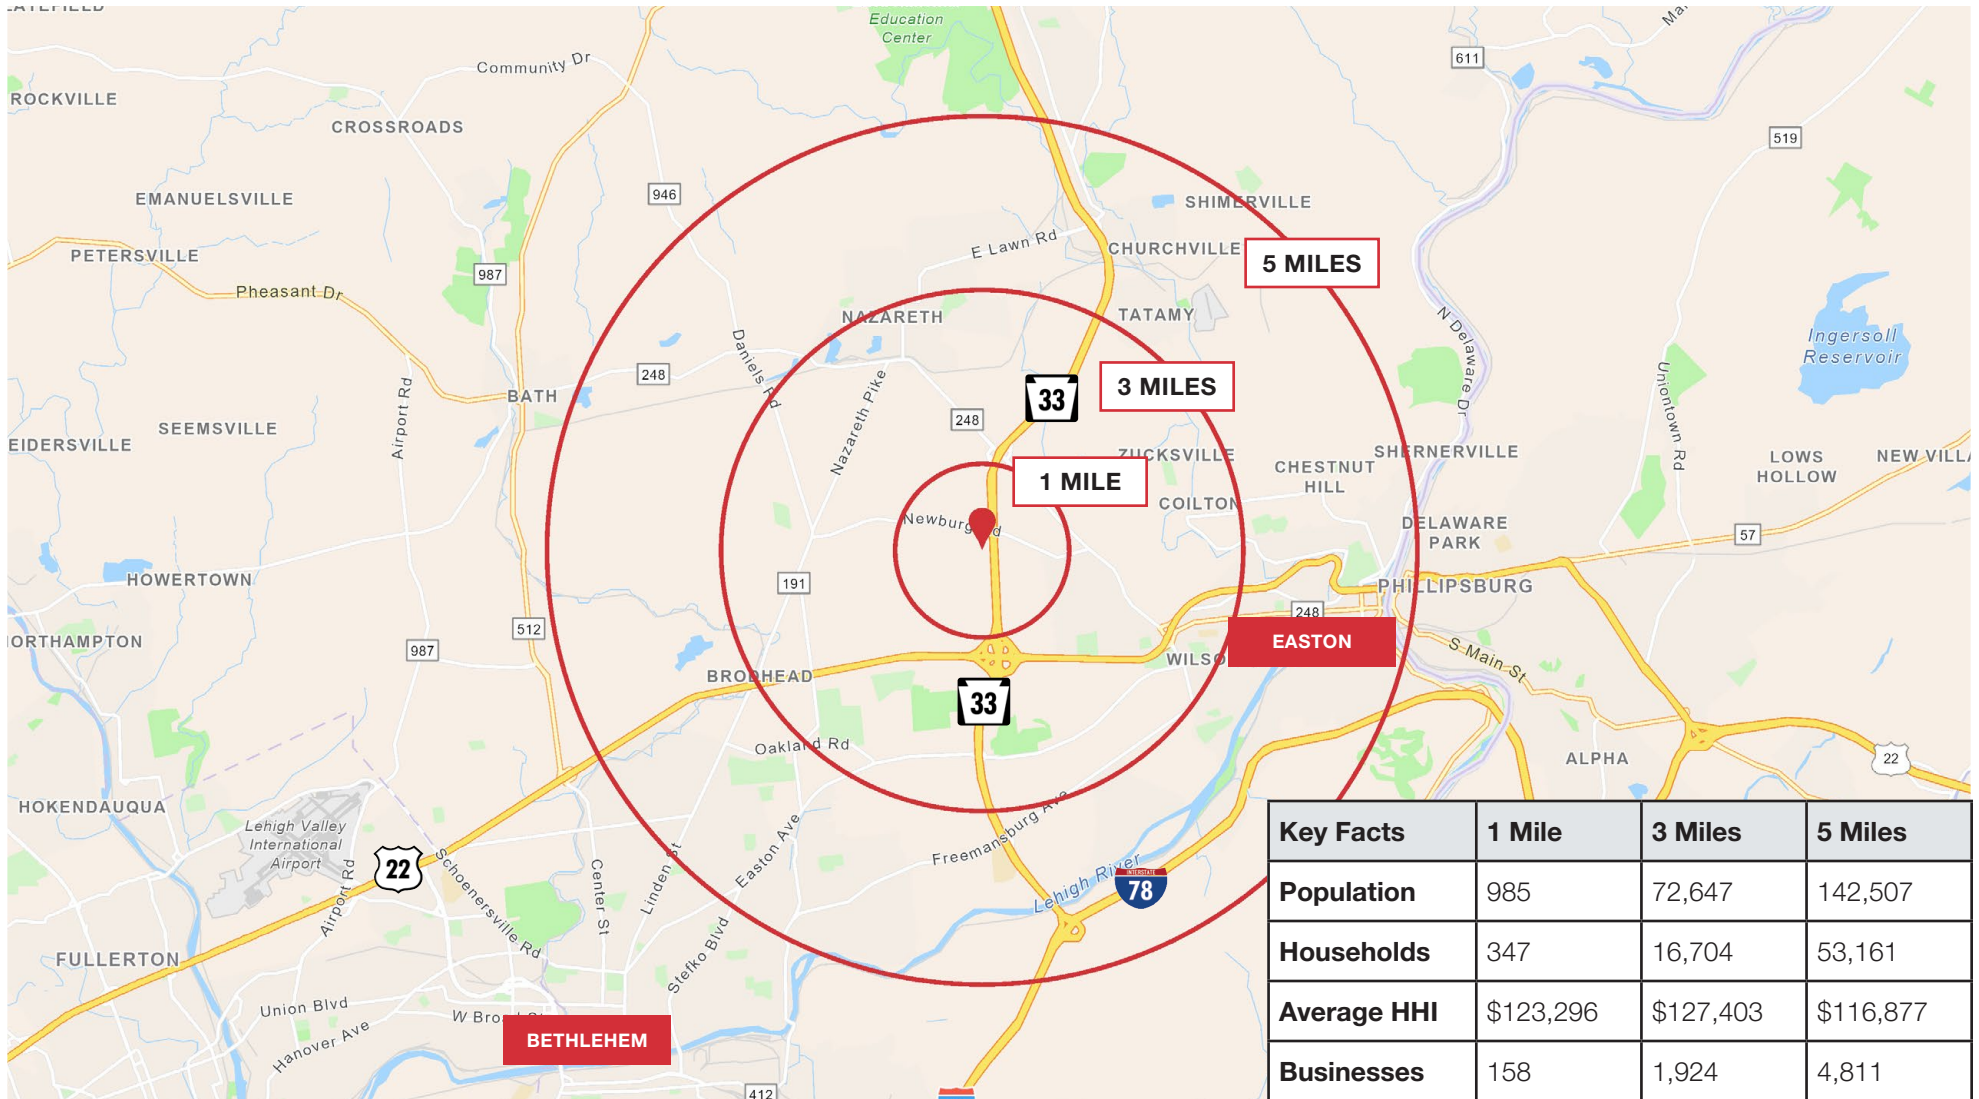 Education
Center
Community Dr
611
ROCKVILLE
CROSSROADS
519
EMANUELSVILLE
946
SHIMERVILLE
PETERSVILLE
E Lawn Rd
CHURCHVILLE
5 MILES
987
Pheasant Dr
NAZARETH
TATAMY
N Delaware Dr
Ingersoll
Reservoir
Daniels Rd
248
3 MILES
33
BATH
Airport Rd
Nazareth Pike
248
Uniontown Rd
SEEMSVILLE
EIDERSVILLE
ZUCKSVILLE
SHERNERVILLE
CHESTNUT
HILL
LOWS
HOLLOW
NEW VILLA
1 MILE
COILTON
Newburg Rd
DELAWARE
PARK
57
HOWERTOWN
191
PHILLIPSBURG
248
512
EASTON
987
S Main St
WILSO
BRODHEAD
33
Oakland Rd
ALPHA
22
HOKENDAUQUA
Lehigh Valley
International
Airport
22
Schoenersville Rd
Airport Rd
Center St
Linden St
Easton Ave
Freemansburg Ave
Lehigh River
INTERSTATE
78
FULLERTON
Stefko Blvd
Union Blvd
Hanover Ave
W Broad St
BETHLEHEM
412
Key Facts 1 Mile 3 Miles 5 Miles
Population 985 72,647 142,507
Households 347 16,704 53,161
Average HHI $123,296 $127,403 $116,877
Businesses 158 1,924 4,811